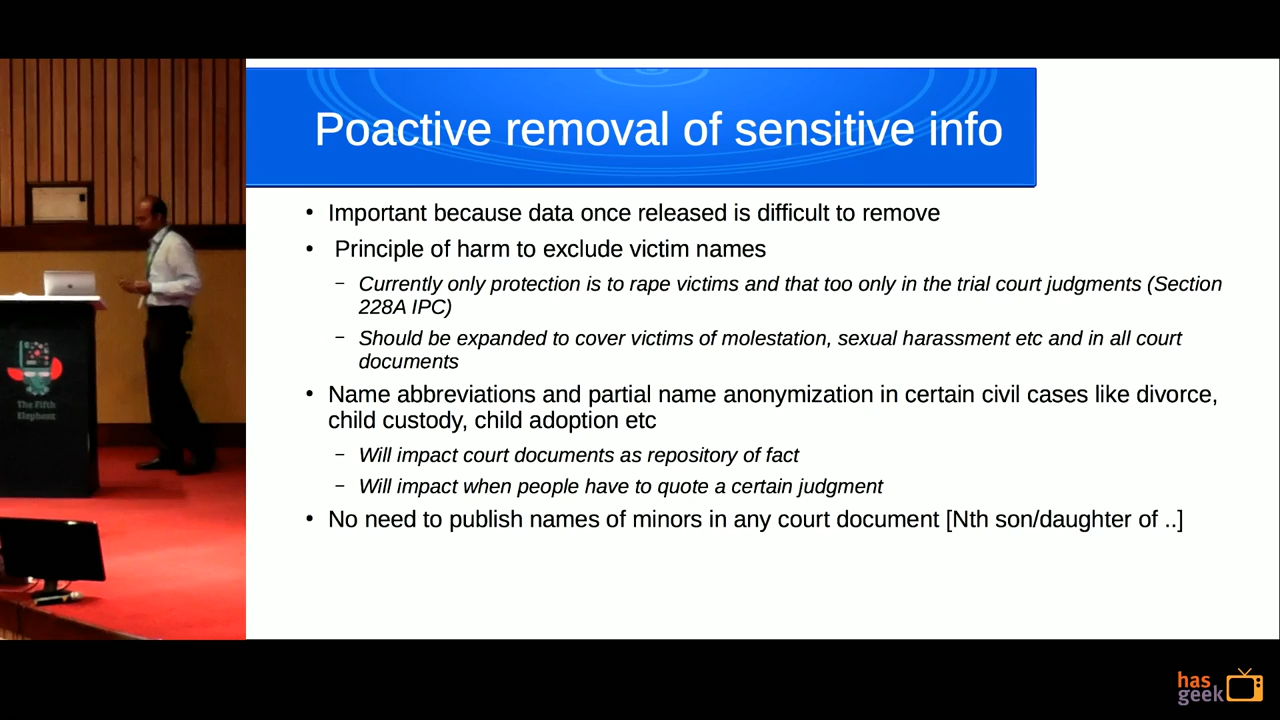 Poactive removal of sensitive info
• Important because data once released is difficult to remove
• Principle of harm to exclude victim names
– Currently only protection is to rape victims and that too only in the trial court judgments (Section
228A IPC)
– Should be expanded to cover victims of molestation, sexual harassment etc and in all court
documents
• Name abbreviations and partial name anonymization in certain civil cases like divorce,
child custody, child adoption etc
– Will impact court documents as repository of fact
– Will impact when people have to quote a certain judgment
• No need to publish names of minors in any court document [Nth son/daughter of ..]
The Fifth
Elephant
has
geek